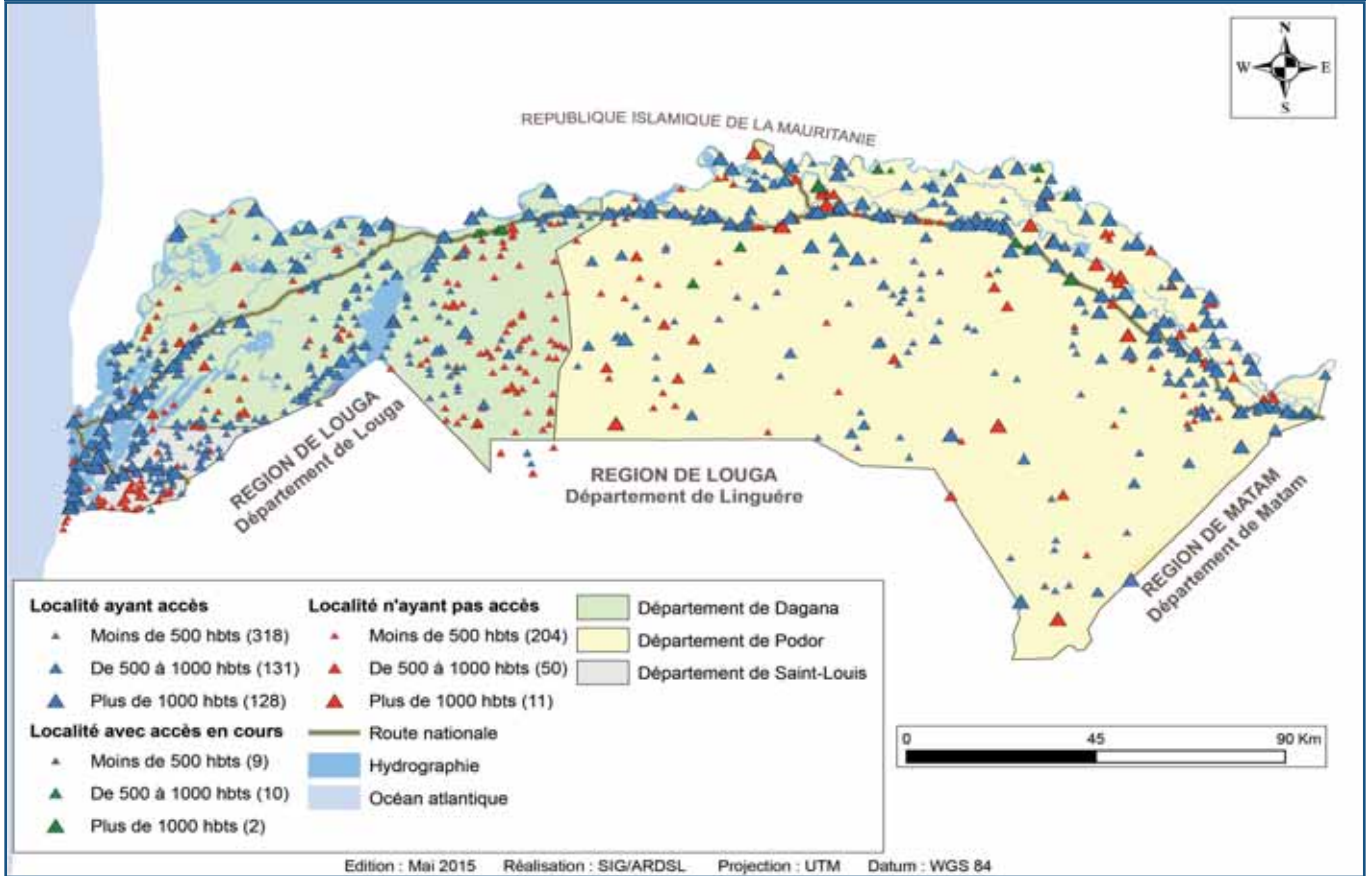 N
W E
S
REPUBLIQUE ISLAMIQUE DE LA MAURITANIE
REGION DE LOUGA
Département de Louga
REGION DE LOUGA
Département de Linguére
REGION DE MATAM
Département de Matam
Localité ayant accès
Moins de 500 hbts (318)
De 500 à 1000 hbts (131)
Plus de 1000 hbts (128)
Localité avec accès en cours
Moins de 500 hbts (9)
De 500 à 1000 hbts (10)
Plus de 1000 hbts (2)
Localité n'ayant pas accès
Moins de 500 hbts (204)
De 500 à 1000 hbts (50)
Plus de 1000 hbts (11)
Route nationale
Hydrographie
Océan atlantique
Département de Dagana
Département de Podor
Département de Saint-Louis
0 45 90 Km
Edition : Mai 2015 Réalisation : SIG/ARDSL Projection : UTM Datum : WGS 84